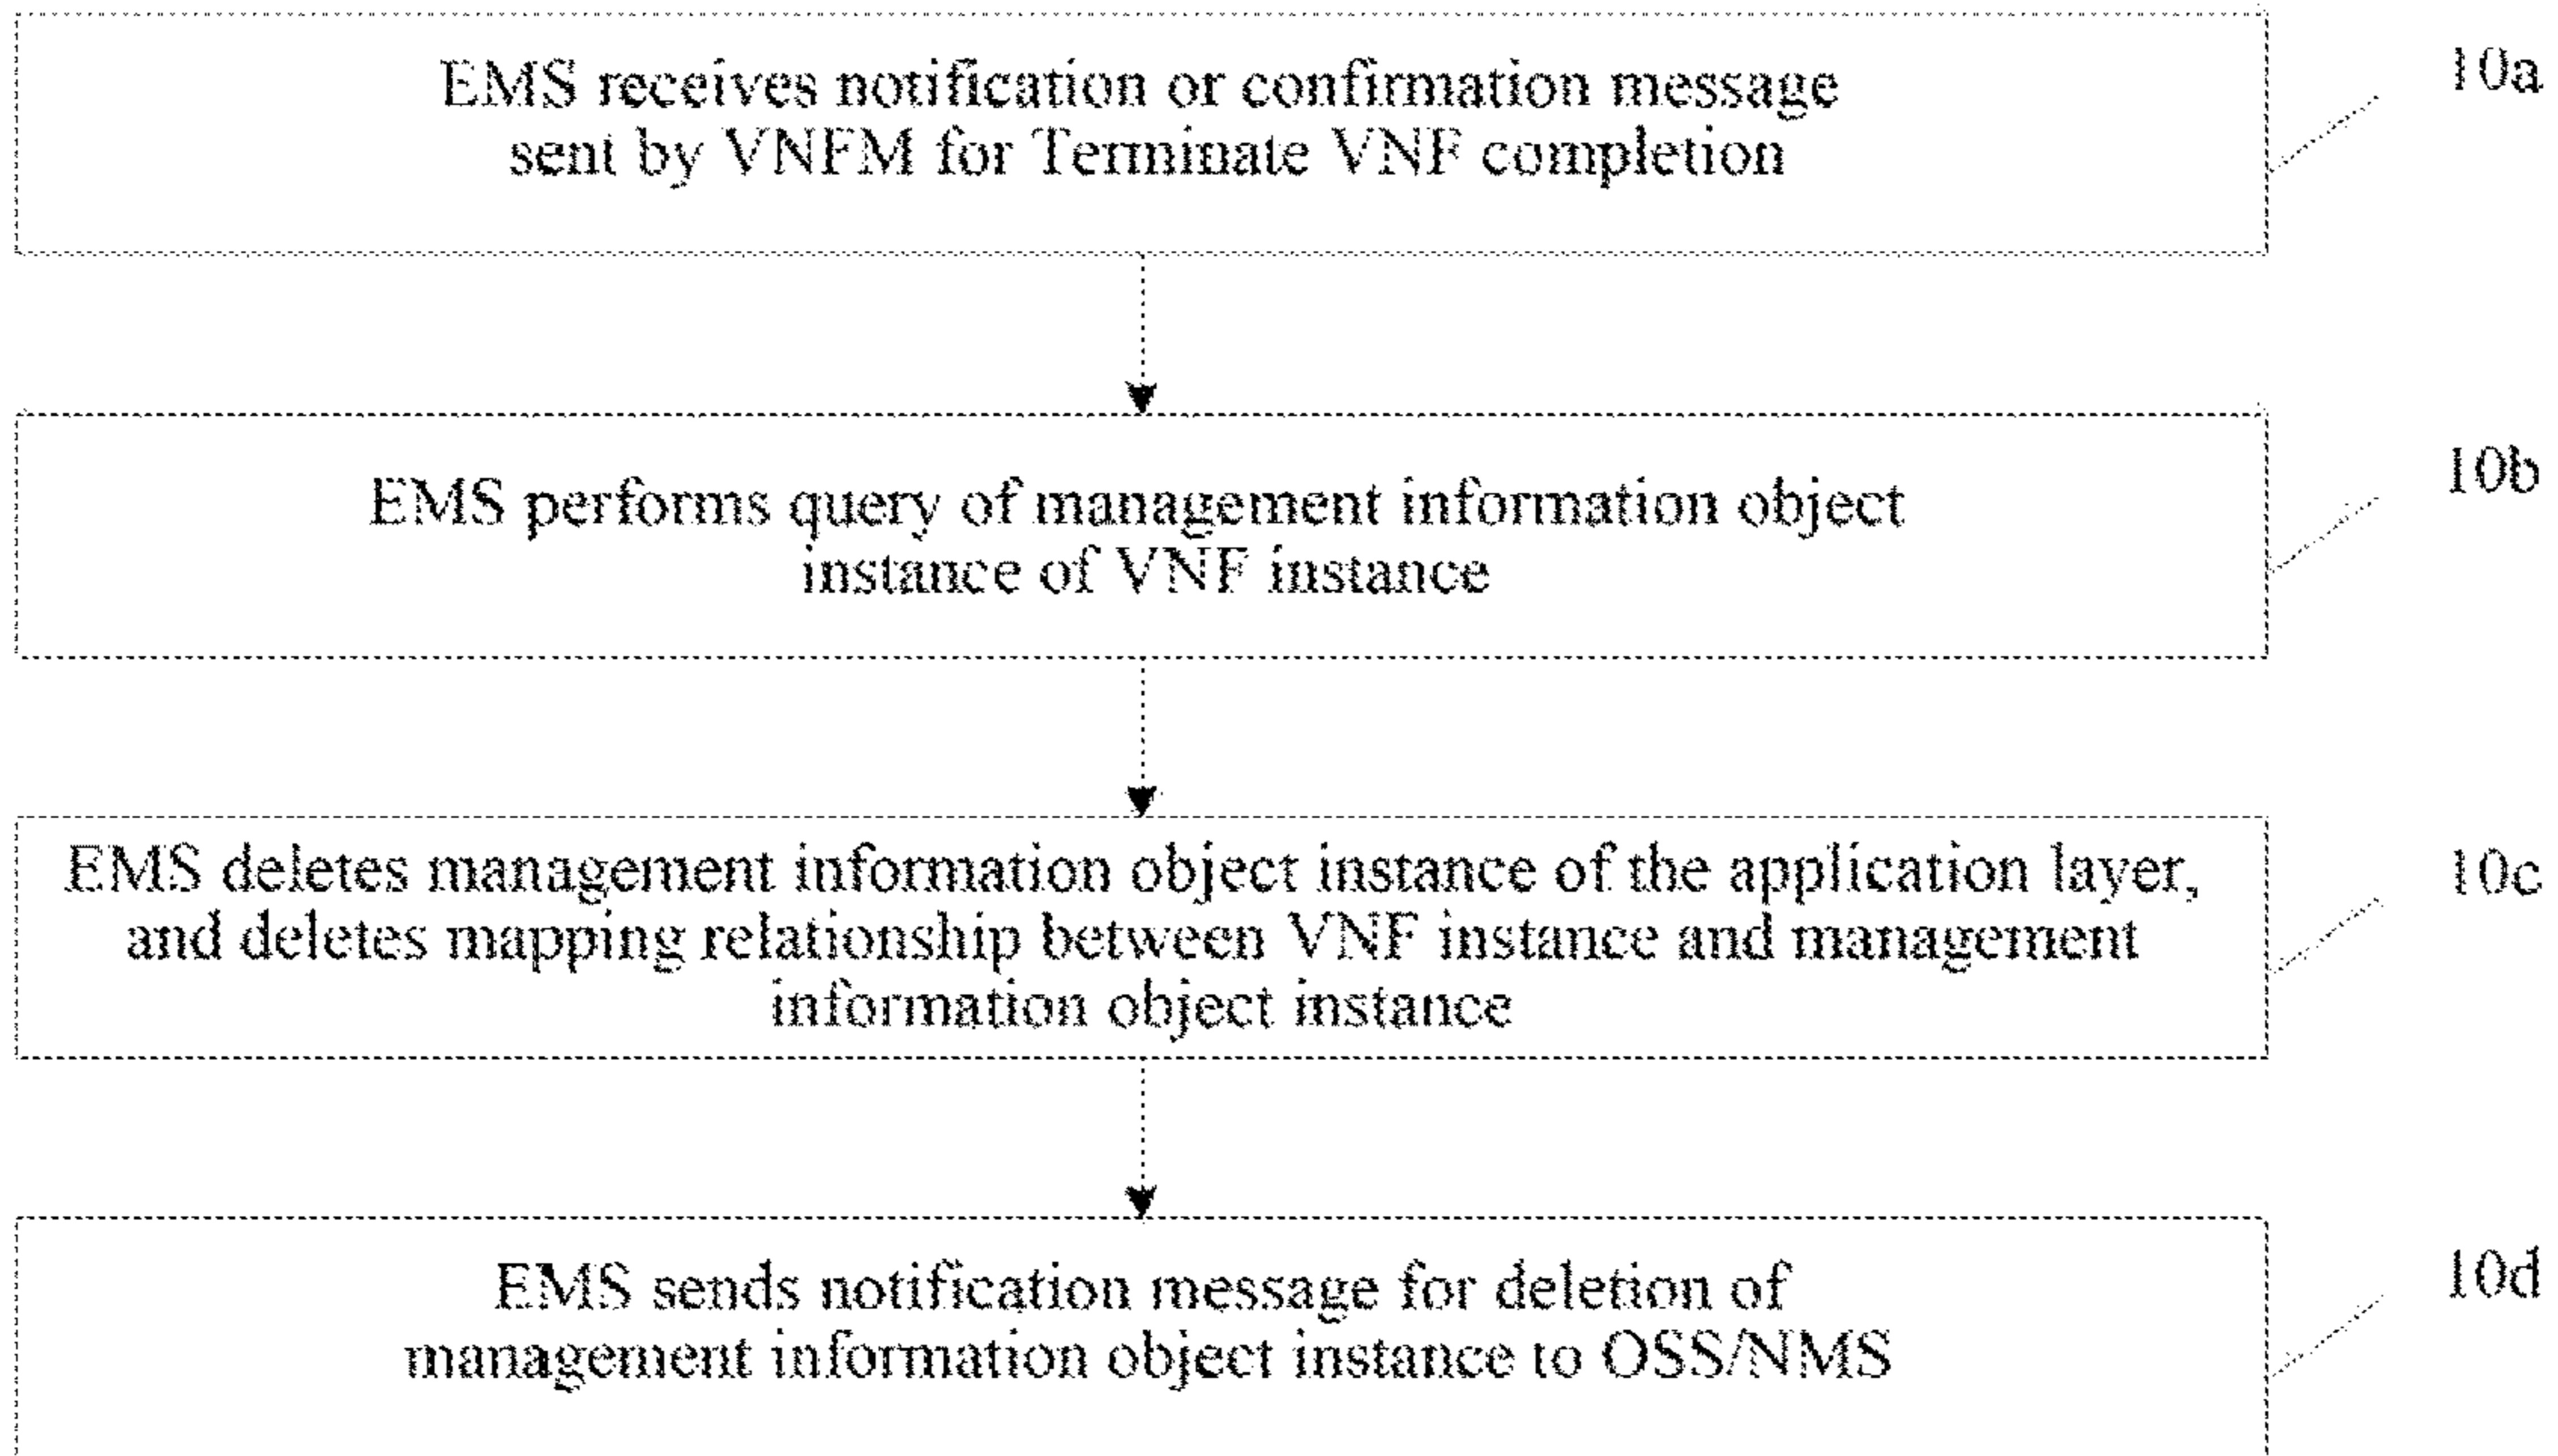 EMS receives notification or confirmation message
sent by VNFM for Terminate VNF completion
10a
EMS performs query of management information object
instance of VNF instance
10b
EMS deletes management information object instance of the application layer,
and deletes mapping relationship between VNF instance and management
information object instance
10c
EMS sends notification message for deletion of
management information object instance to OSS/NMS
10d